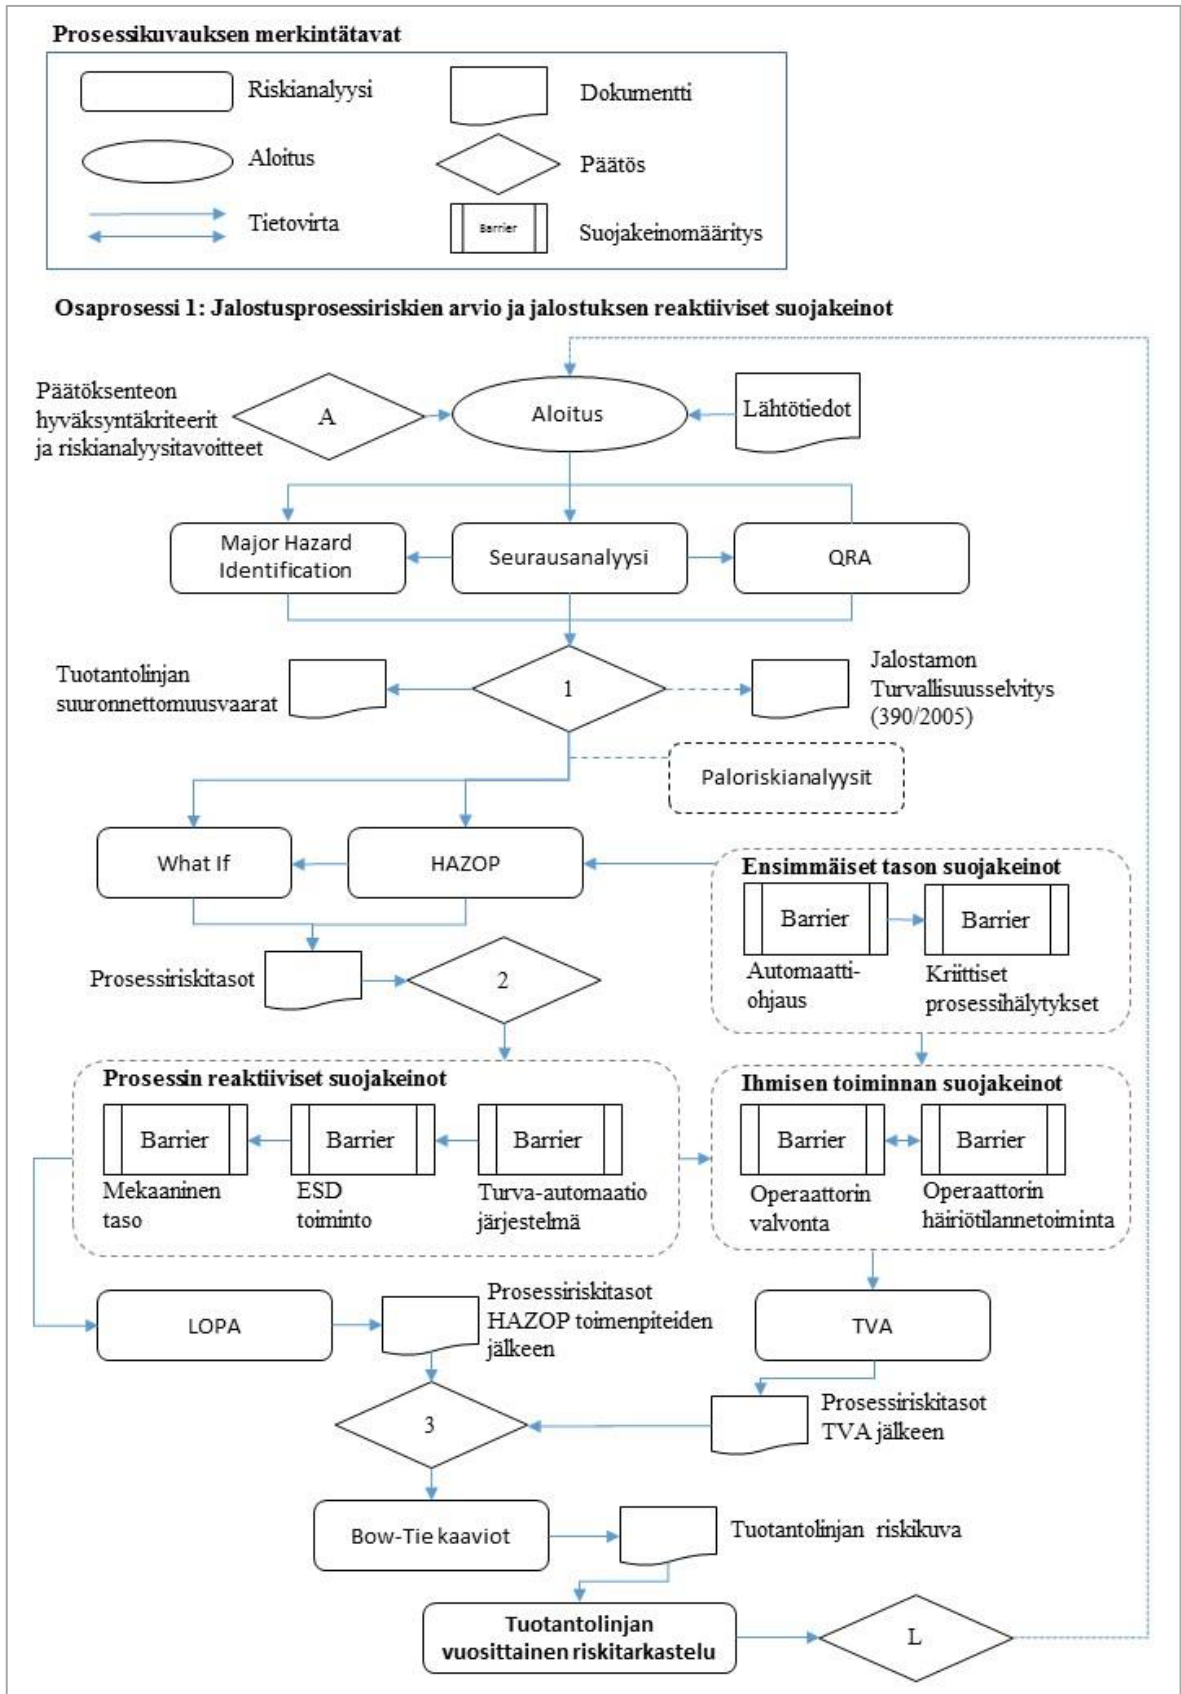 Prosessikuvauksen merkintätavat
Riskianalyysi
Dokumentti
Aloitus
Päätös
Tietovirta
Barrier
Suojakeinomääritys
Osaprosessi 1: Jalostusprosessiriskien arvio ja jalostuksen reaktiiviset suojakeinot
Päätöksenteon
hyväksyntäkriteerit
ja riskianalyysitavoitteet
A
Aloitus
Lähtötiedot
Major Hazard
Identification
Seurausanalyysi
QRA
Tuotantolinjan
suuronnettomuusvaarat
1
Jalostamon
Turvallisuusselvitys
(390/2005)
Paloriskianalyysit
What If
HAZOP
Ensimmäiset tason suojakeinot
Barrier
Barrier
Automaatti-
ohjaus
Kriittiset
prosessihälytykset
Prosessiriskitasot
2
Prosessin reaktiiviset suojakeinot
Barrier
Barrier
Barrier
Mekaaninen
taso
ESD
toiminto
Turva-automaatio
järjestelmä
Ihmisen toiminnan suojakeinot
Barrier
Barrier
Operaattorin
valvonta
Operaattorin
häiriötilannetoiminta
LOPA
Prosessiriskitasot
HAZOP toimenpiteiden
jälkeen
TVA
3
Prosessiriskitasot
TVA jälkeen
Bow-Tie kaaviot
Tuotantolinjan riskikuva
Tuotantolinjan
vuosittainen riskitarkastelu
L